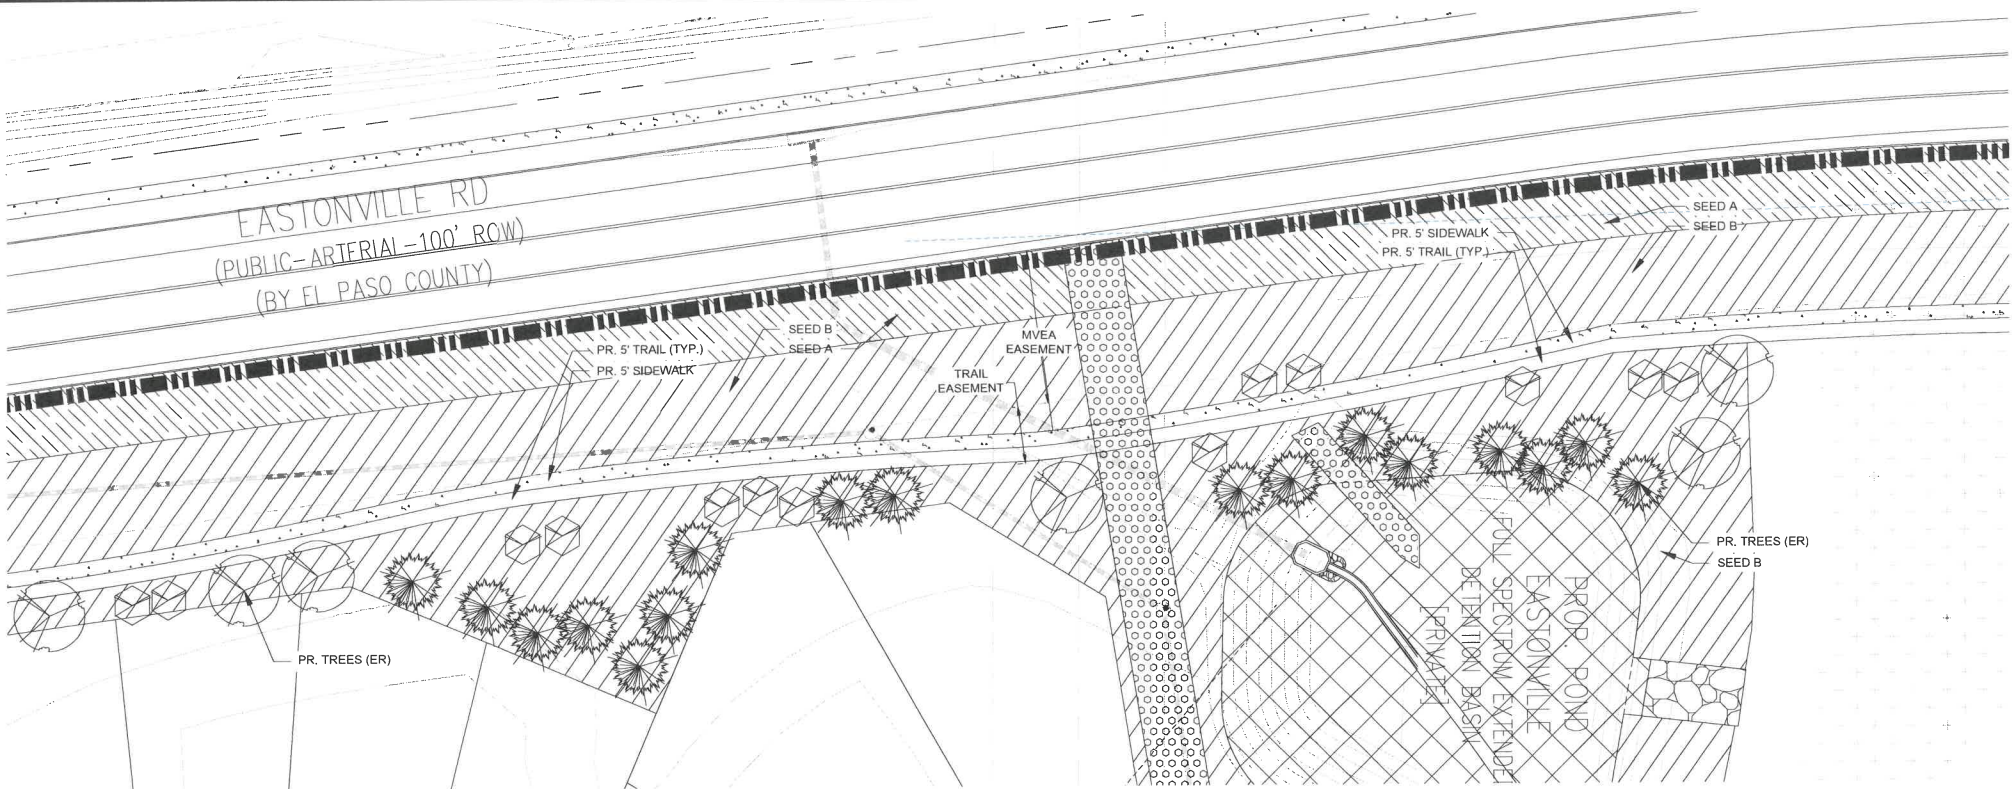 EASTONVILLE RD
(PUBLIC-ARTERIAL-100' ROW)
(BY EL PASO COUNTY)
PR. 5' TRAIL (TYP.)
PR. 5' SIDEWALK
SEED B
SEED A
MVEA
EASEMENT
TRAIL
EASEMENT
PR. 5' SIDEWALK
PR. 5' TRAIL (TYP.)
SEED A
SEED B
PR. TREES (ER)
SEED B
PR. TREES (ER)
PROP. POND
EASTONVILLE
FULL SPECTRUM EXTENDED
DETENTION BASIN
[PRIVATE]